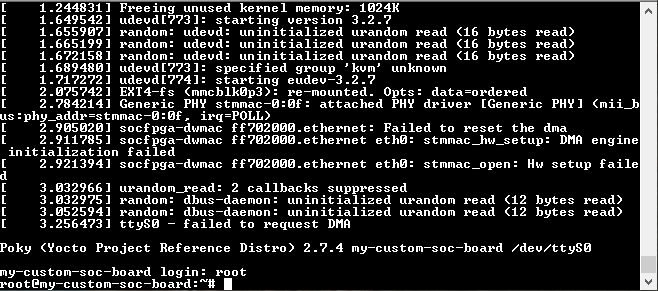 [    1.244831] Freeing unused kernel memory: 1024K
[    1.649542] udevd[773]: starting version 3.2.7
[    1.655907] random: udevd: uninitialized urandom read (16 bytes read)
[    1.665199] random: udevd: uninitialized urandom read (16 bytes read)
[    1.672158] random: udevd: uninitialized urandom read (16 bytes read)
[    1.689480] udevd[773]: specified group 'kvm' unknown
[    1.717272] udevd[774]: starting eudev-3.2.7
[    2.075742] EXT4-fs (mmcblk0p3): re-mounted. Opts: data=ordered
[    2.784214] Generic PHY stmmac-0:0f: attached PHY driver [Generic PHY] (mii_b
us:phy_addr=stmmac-0:0f, irq=POLL)
[    2.905020] socfpga-dwmac ff702000.ethernet: Failed to reset the dma
[    2.911785] socfpga-dwmac ff702000.ethernet eth0: stmmac_hw_setup: DMA engine
 initialization failed
[    2.921394] socfpga-dwmac ff702000.ethernet eth0: stmmac_open: Hw setup faile
d
[    3.032966] urandom_read: 2 callbacks suppressed
[    3.032975] random: dbus-daemon: uninitialized urandom read (12 bytes read)
[    3.052594] random: dbus-daemon: uninitialized urandom read (12 bytes read)
[    3.256473] ttyS0 - failed to request DMA
Poky (Yocto Project Reference Distro) 2.7.4 my-custom-soc-board /dev/ttyS0
my-custom-soc-board login: root
root@my-custom-soc-board:~#